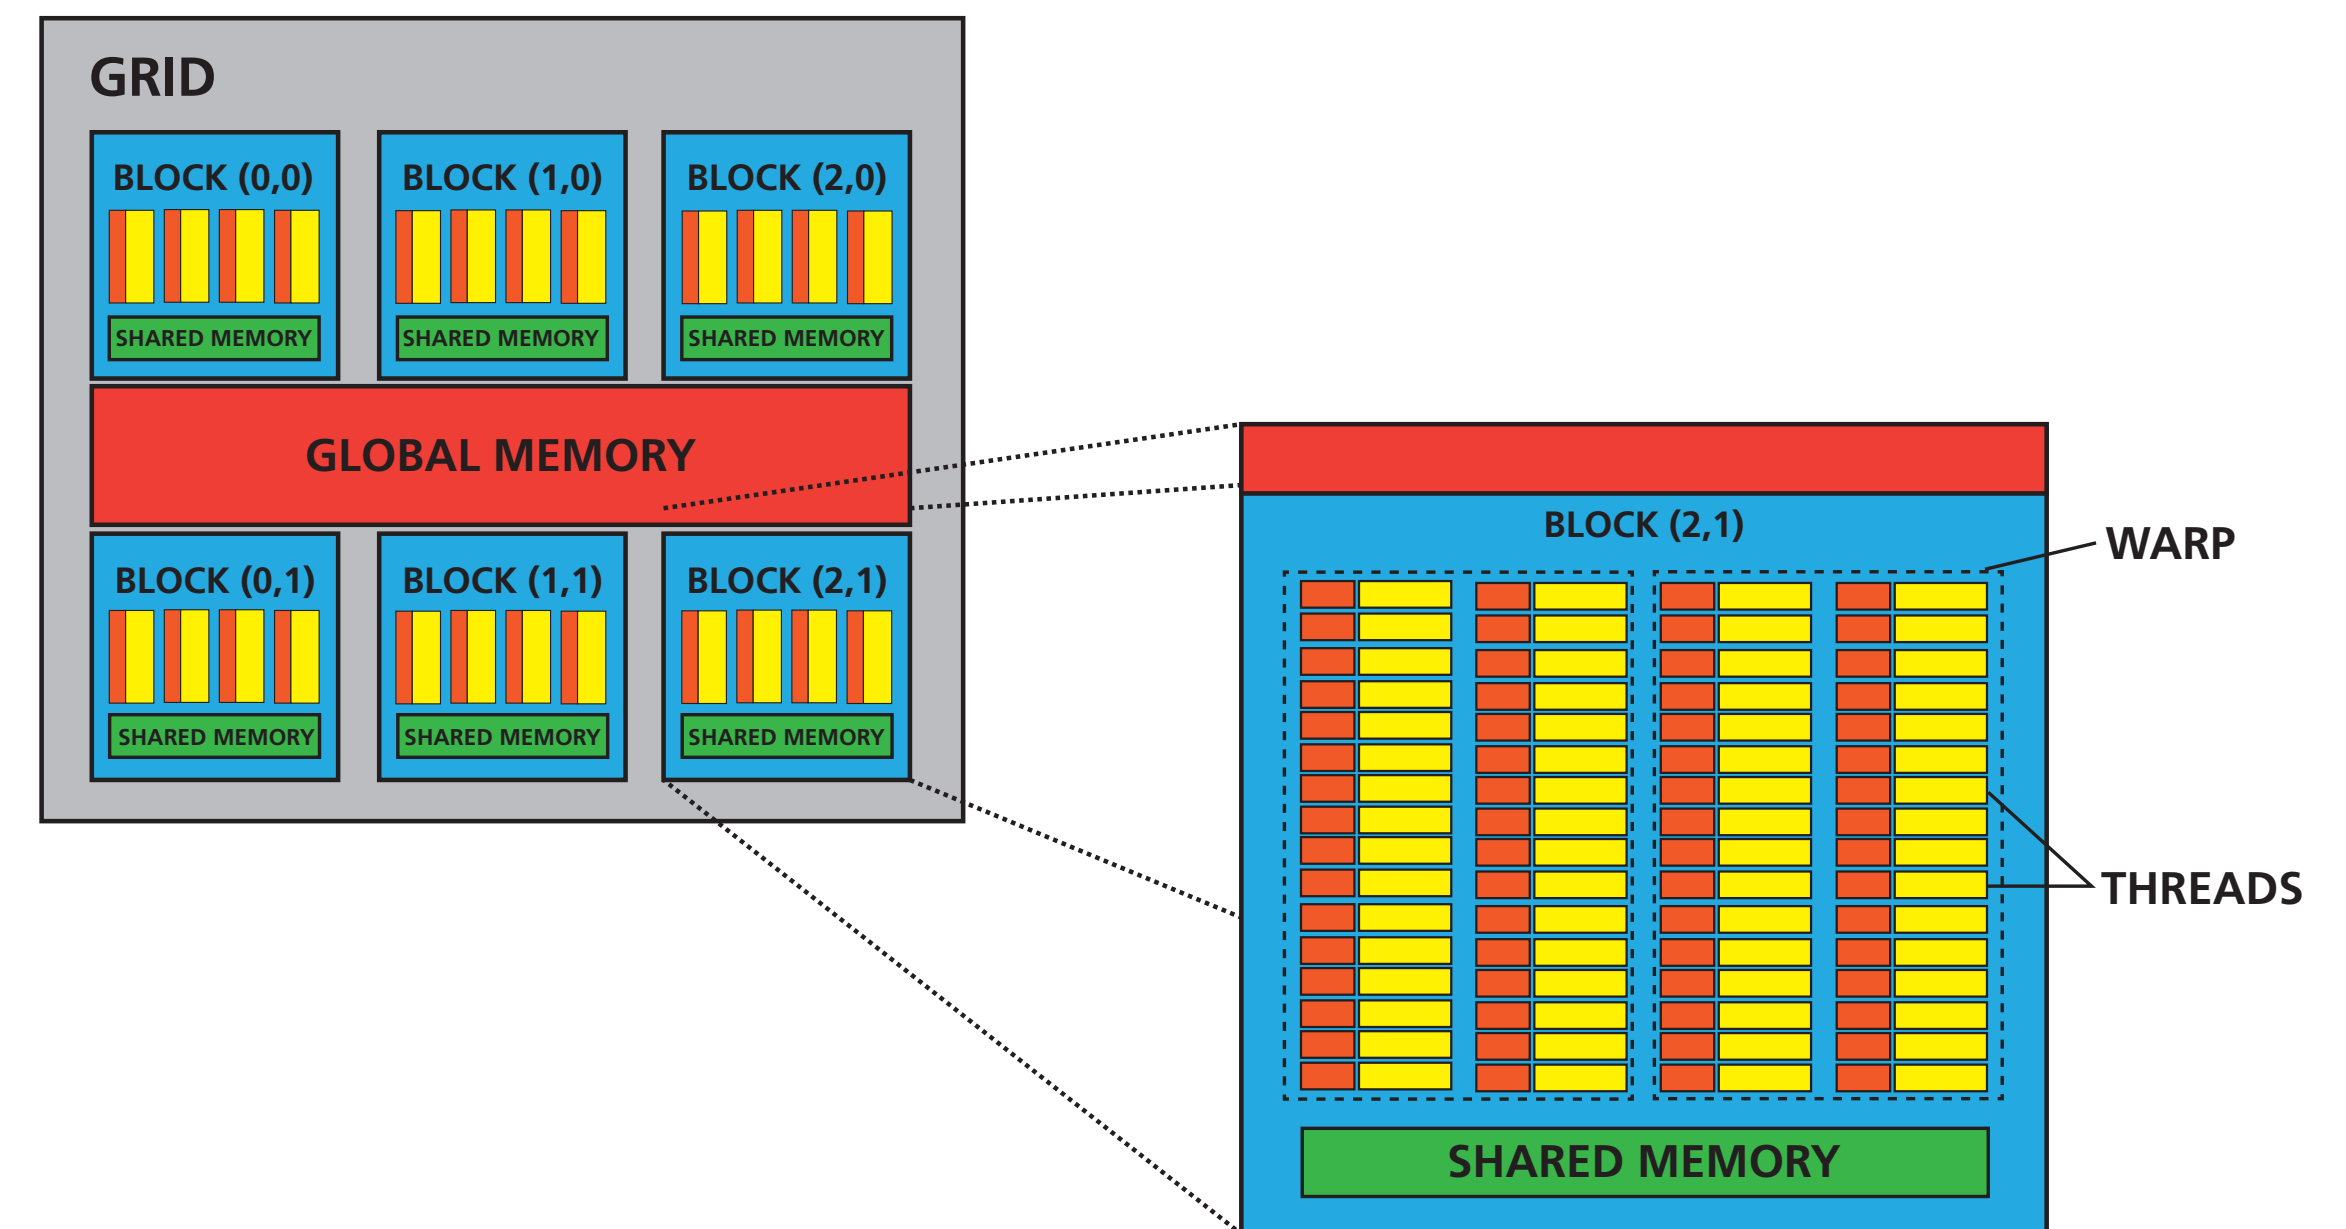 GRID
BLOCK (0,0)
BLOCK (1,0)
BLOCK (2,0)
SHARED MEMORY
SHARED MEMORY
SHARED MEMORY
GLOBAL MEMORY
BLOCK (0,1)
BLOCK (1,1)
BLOCK (2,1)
SHARED MEMORY
SHARED MEMORY
SHARED MEMORY
BLOCK (2,1)
WARP
THREADS
SHARED MEMORY